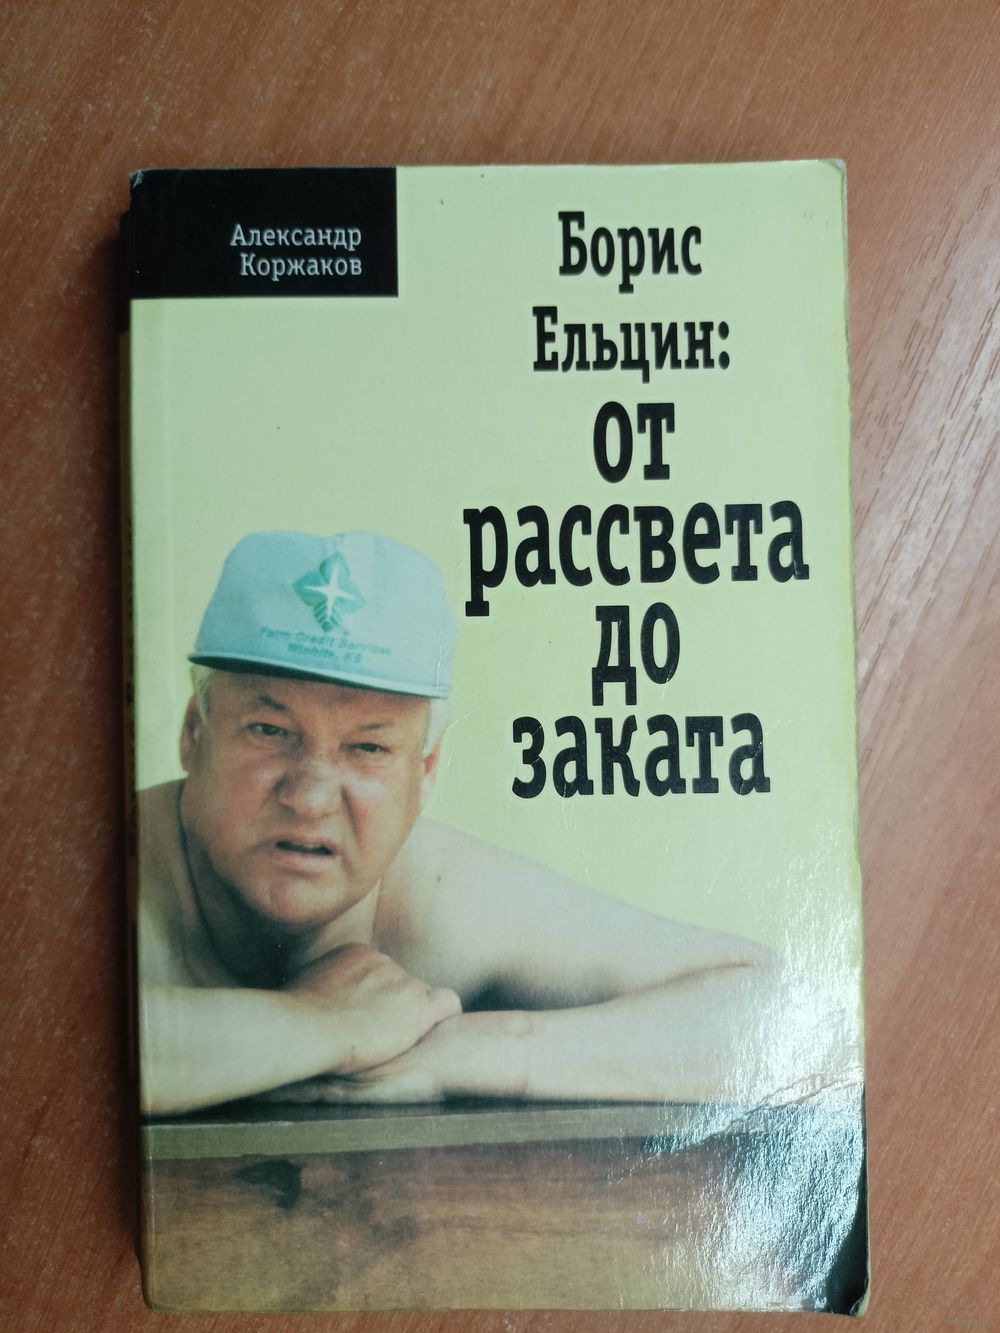 Александр
Коржаков
Борис
Ельцин:
от
рассвета
до
заката
Farm Credit Services
Wichita, KS